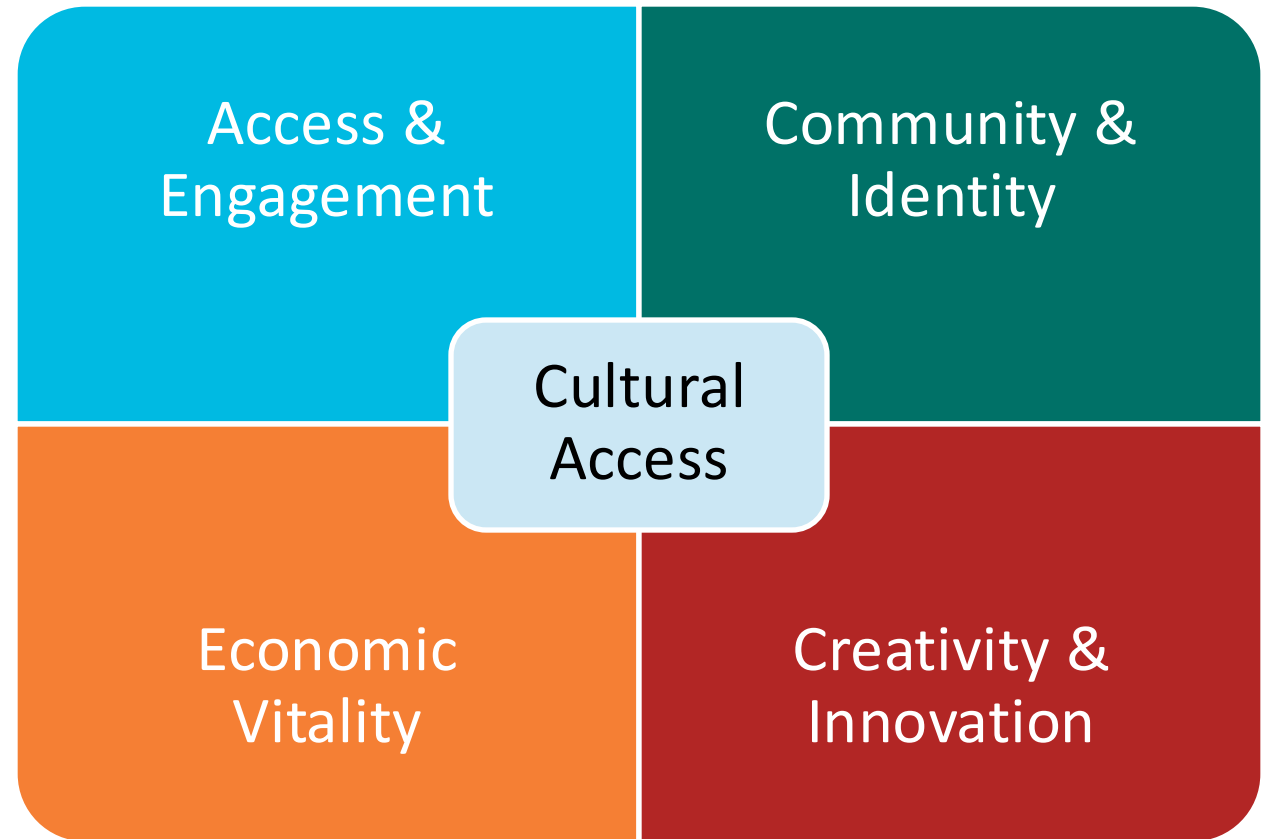 Access &
Engagement
Community &
Identity
Cultural
Access
Economic
Vitality
Creativity &
Innovation